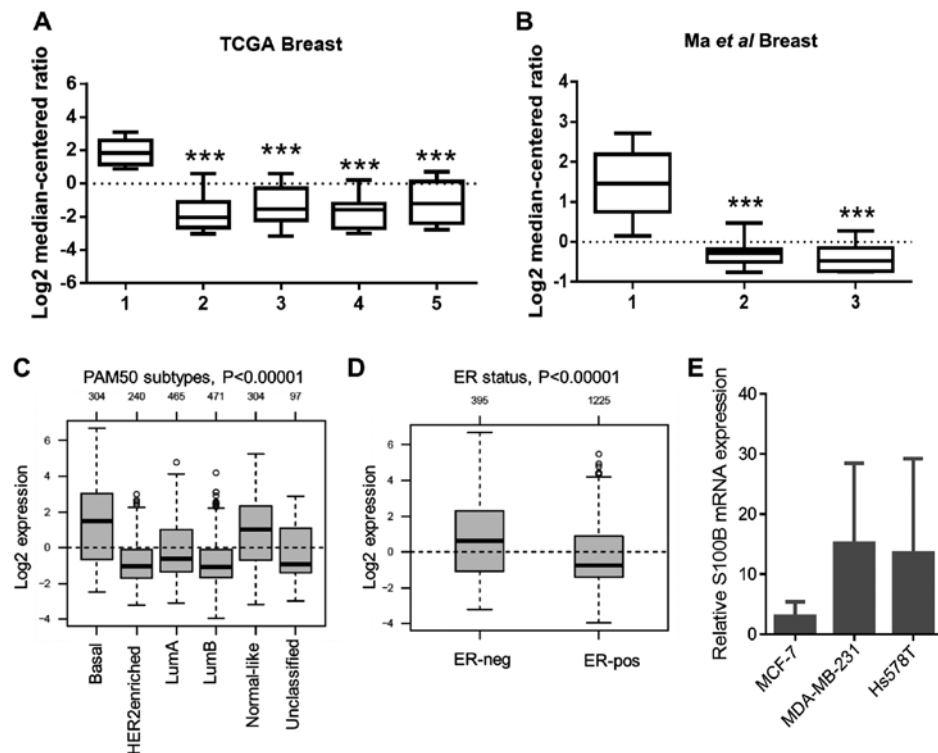 A
TCGA Breast
Log2 median-centered ratio
6
4
2
0
-2
-4
-6
***
***
***
***
1 2 3 4 5
B
Ma et al Breast
Log2 median-centered ratio
4
3
2
1
0
-1
***
***
1 2 3
C
PAM50 subtypes, P<0.00001
304 240 465 471 304 97
Log2 expression
6
4
2
0
-2
-4
Basal
HER2enriched
LumA
LumB
Normal-like
Unclassified
D
ER status, P<0.00001
395 1225
Log2 expression
6
4
2
0
-2
-4
ER-neg ER-pos
E
Relative S100B mRNA expression
40
30
20
10
0
MCF-7
MDA-MB-231
Hs578T